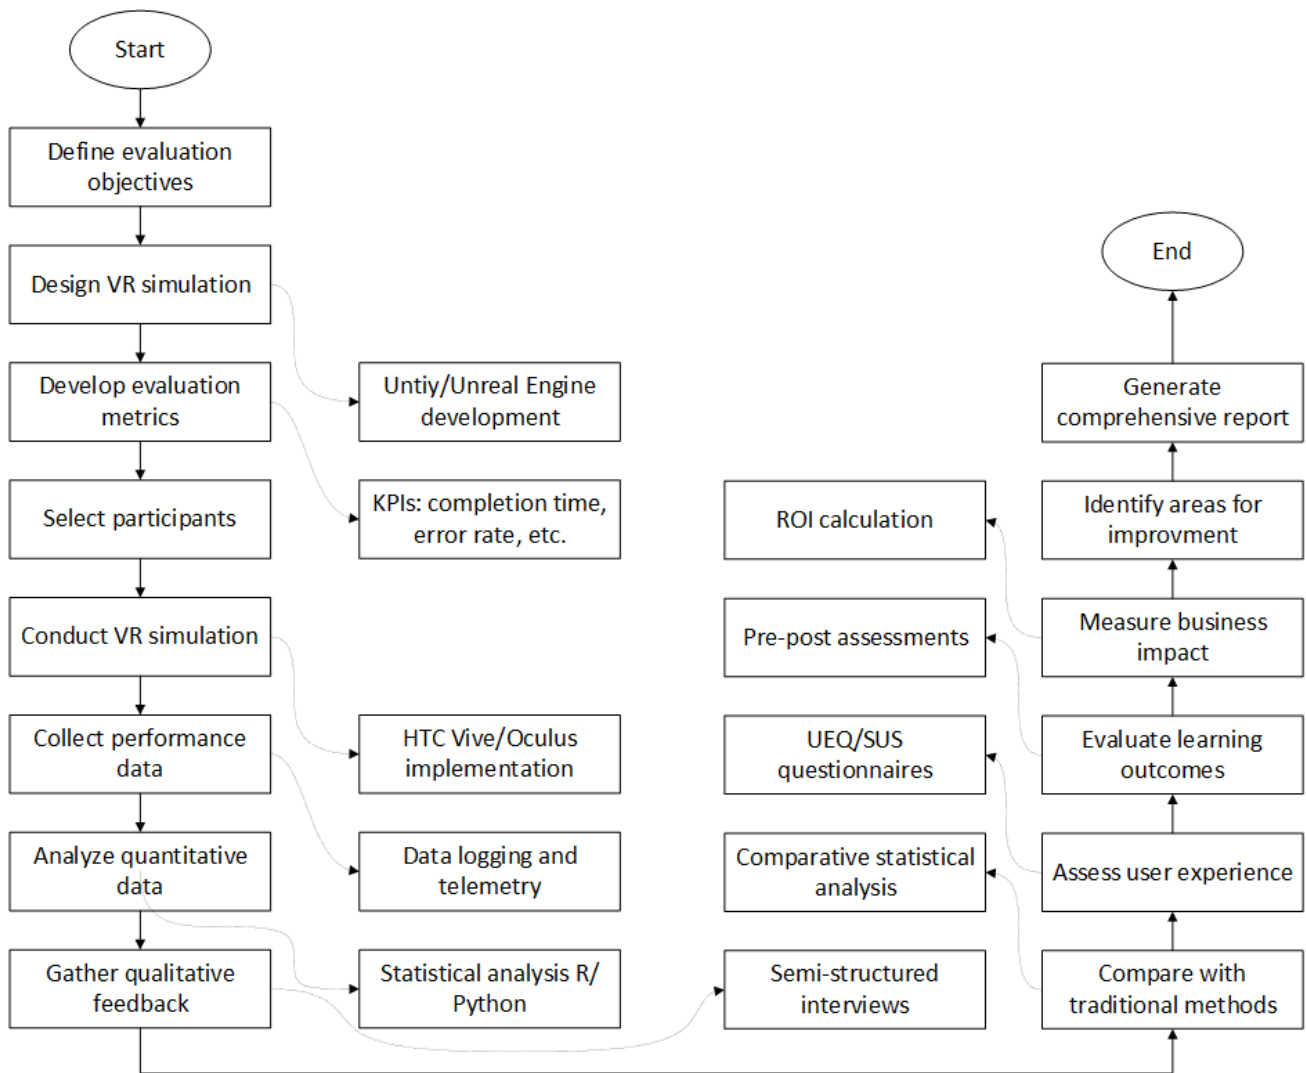 Start
Define evaluation
objectives
Design VR simulation
Develop evaluation
metrics
Select participants
Conduct VR simulation
Collect performance
data
Analyze quantitative
data
Gather qualitative
feedback
Untiy/Unreal Engine
development
KPIs: completion time,
error rate, etc.
HTC Vive/Oculus
implementation
Data logging and
telemetry
Statistical analysis R/
Python
ROI calculation
Pre-post assessments
UEQ/SUS
questionnaires
Comparative statistical
analysis
Semi-structured
interviews
End
Generate
comprehensive report
Identify areas for
improvment
Measure business
impact
Evaluate learning
outcomes
Assess user experience
Compare with
traditional methods